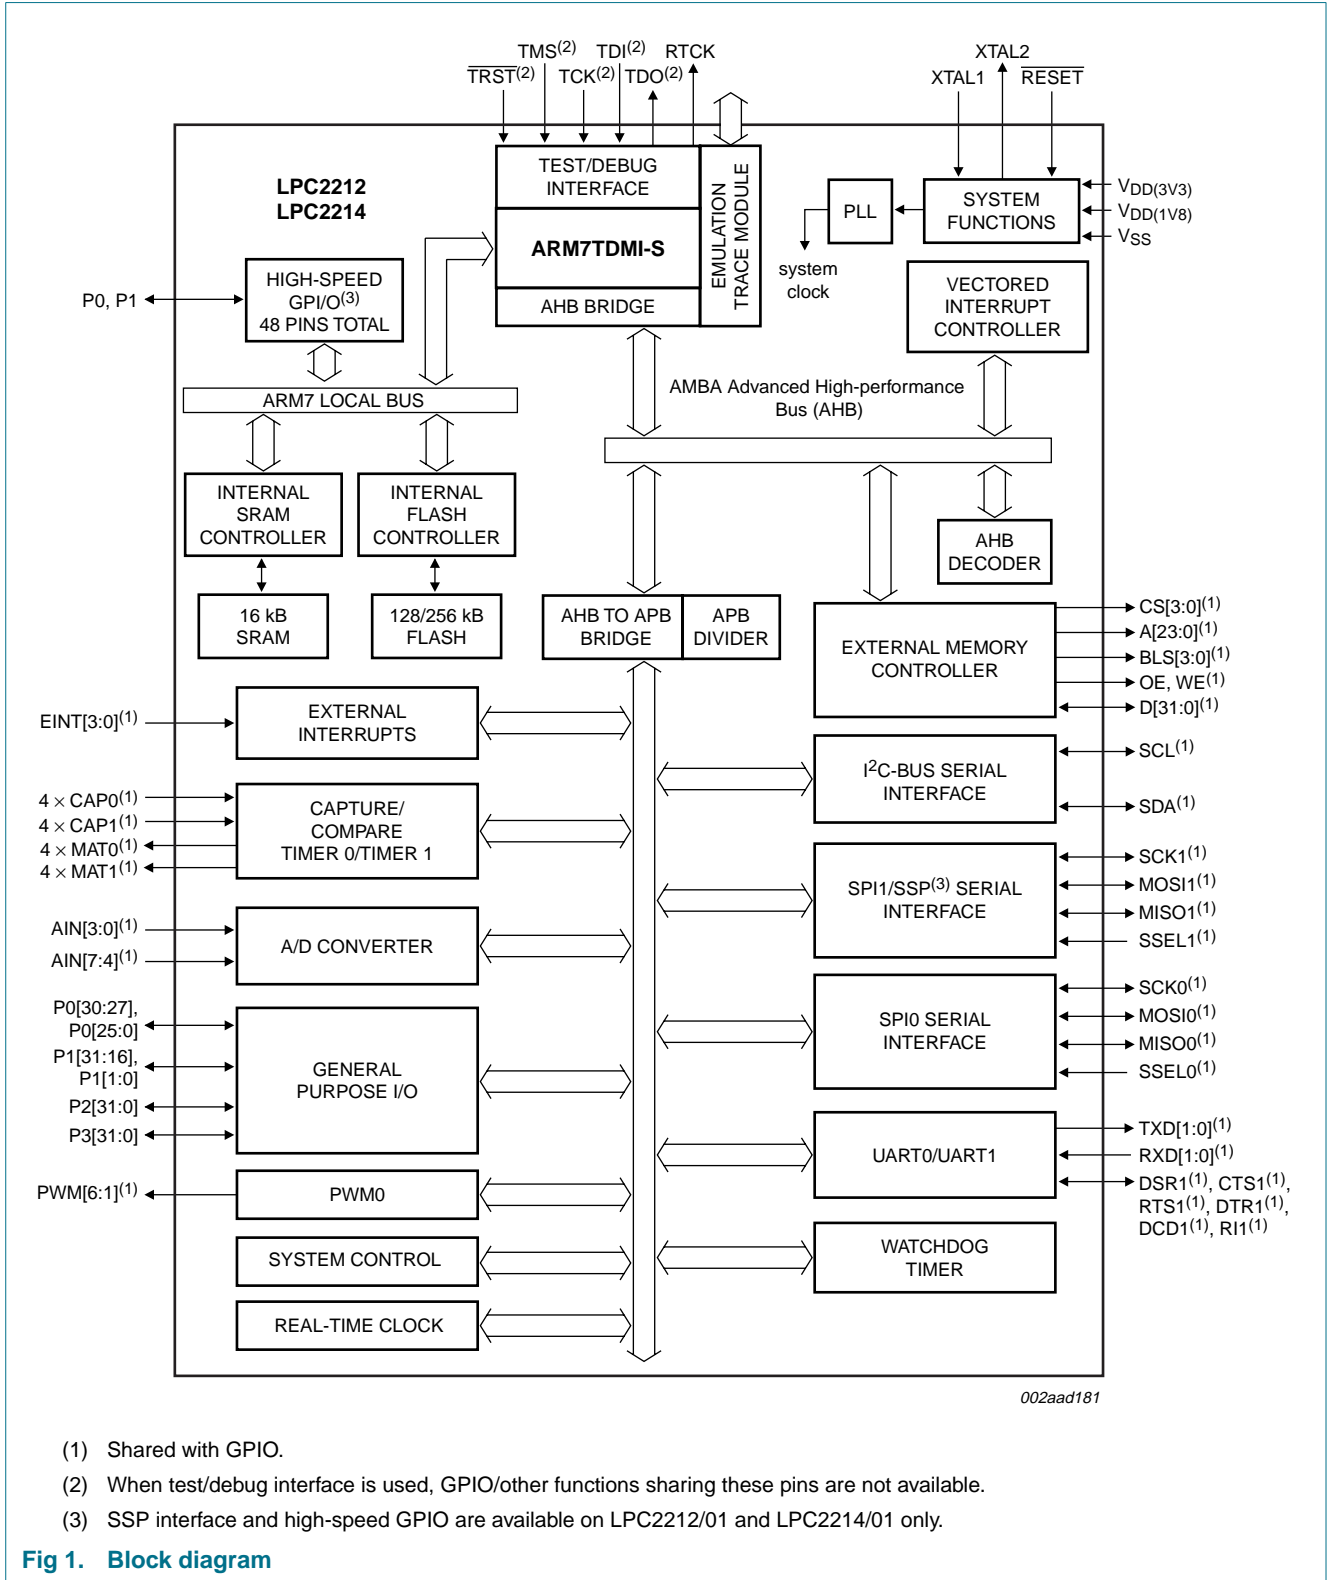 TMS(2) TDI(2) RTCK
TRST(2) TCK(2) TDO(2)
XTAL2
XTAL1 RESET
LPC2212
LPC2214
TEST/DEBUG
INTERFACE
ARM7TDMI-S
AHB BRIDGE
EMULATION
TRACE MODULE
PLL
system
clock
SYSTEM
FUNCTIONS
VDD(3V3)
VDD(1V8)
VSS
P0, P1
HIGH-SPEED
GPI/O(3)
48 PINS TOTAL
VECTORED
INTERRUPT
CONTROLLER
ARM7 LOCAL BUS
AMBA Advanced High-performance
Bus (AHB)
INTERNAL
SRAM
CONTROLLER
INTERNAL
FLASH
CONTROLLER
16 kB
SRAM
128/256 kB
FLASH
AHB
DECODER
AHB TO APB
BRIDGE
APB
DIVIDER
EXTERNAL MEMORY
CONTROLLER
CS[3:0](1)
A[23:0](1)
BLS[3:0](1)
OE, WE(1)
D[31:0](1)
EINT[3:0](1)
EXTERNAL
INTERRUPTS
I2C-BUS SERIAL
INTERFACE
SCL(1)
SDA(1)
4 × CAP0(1)
4 × CAP1(1)
4 × MAT0(1)
4 × MAT1(1)
CAPTURE/
COMPARE
TIMER 0/TIMER 1
SPI1/SSP(3) SERIAL
INTERFACE
SCK1(1)
MOSI1(1)
MISO1(1)
SSEL1(1)
AIN[3:0](1)
AIN[7:4](1)
A/D CONVERTER
SPI0 SERIAL
INTERFACE
SCK0(1)
MOSI0(1)
MISO0(1)
SSEL0(1)
P0[30:27],
P0[25:0]
P1[31:16],
P1[1:0]
P2[31:0]
P3[31:0]
GENERAL
PURPOSE I/O
UART0/UART1
TXD[1:0](1)
RXD[1:0](1)
DSR1(1), CTS1(1),
RTS1(1), DTR1(1),
DCD1(1), RI1(1)
PWM[6:1](1)
PWM0
SYSTEM CONTROL
WATCHDOG
TIMER
REAL-TIME CLOCK
002aad181
(1) Shared with GPIO.
(2) When test/debug interface is used, GPIO/other functions sharing these pins are not available.
(3) SSP interface and high-speed GPIO are available on LPC2212/01 and LPC2214/01 only.
Fig 1. Block diagram